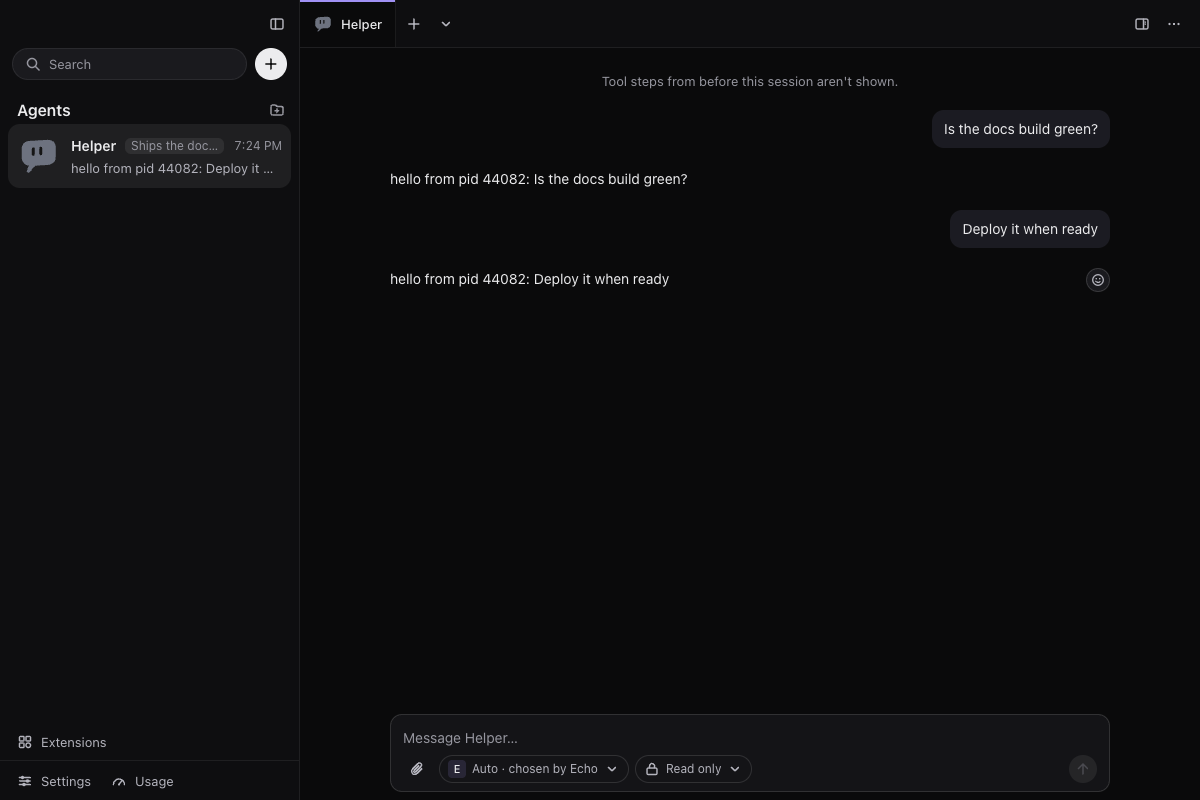 Search
Agents
Helper
Ships the doc...
7:24 PM
hello from pid 44082: Deploy it ...
Extensions
Settings
Usage
Helper
Tool steps from before this session aren't shown.
Is the docs build green?
hello from pid 44082: Is the docs build green?
Deploy it when ready
hello from pid 44082: Deploy it when ready
Message Helper...
E
Auto · chosen by Echo
Read only